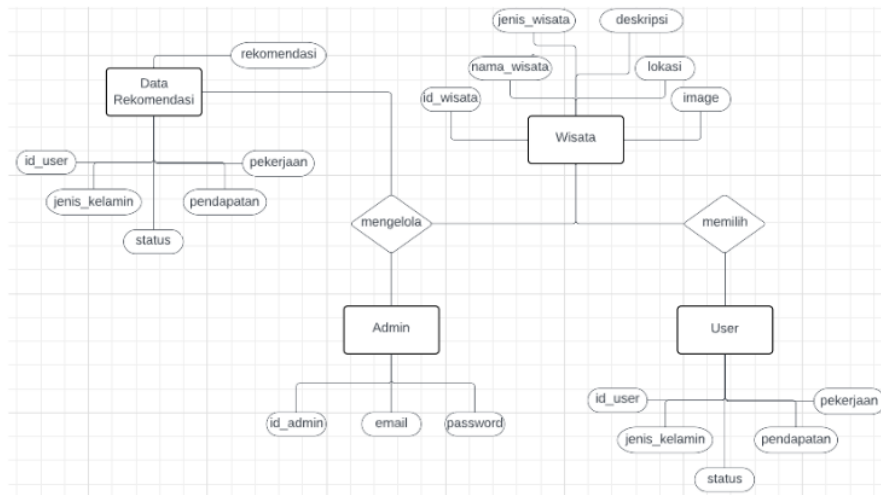 jenis_wisata
deskripsi
rekomendasi
nama_wisata
lokasi
Data
Rekomendasi
id_wisata
image
Wisata
id_user
pekerjaan
jenis_kelamin
pendapatan
status
mengelola
memilih
Admin
User
id_admin
email
password
id_user
pekerjaan
jenis_kelamin
pendapatan
status